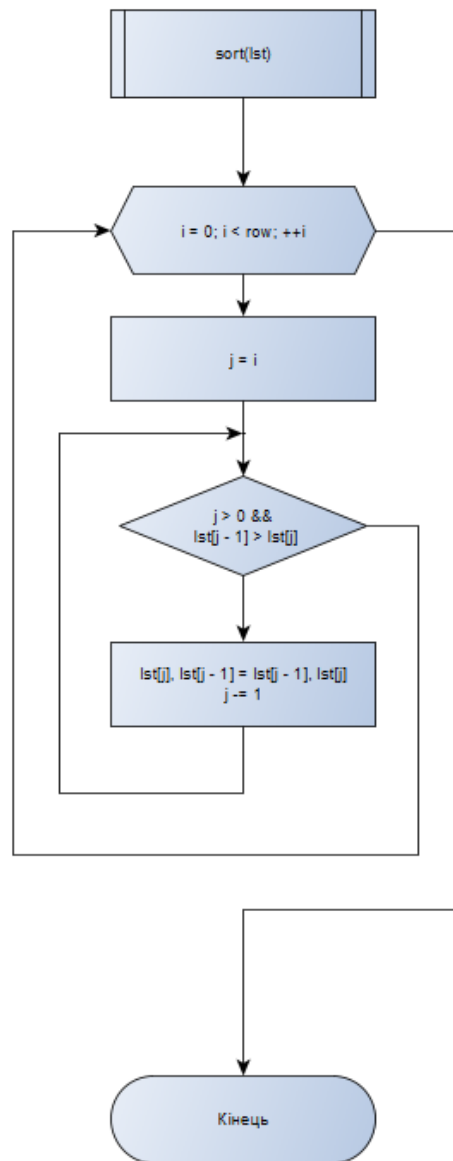 sort(lst)
i = 0; i < row; ++i
j = i
j > 0 &&
lst[j - 1] > lst[j]
lst[j], lst[j - 1] = lst[j - 1], lst[j]
j -= 1
Кінець